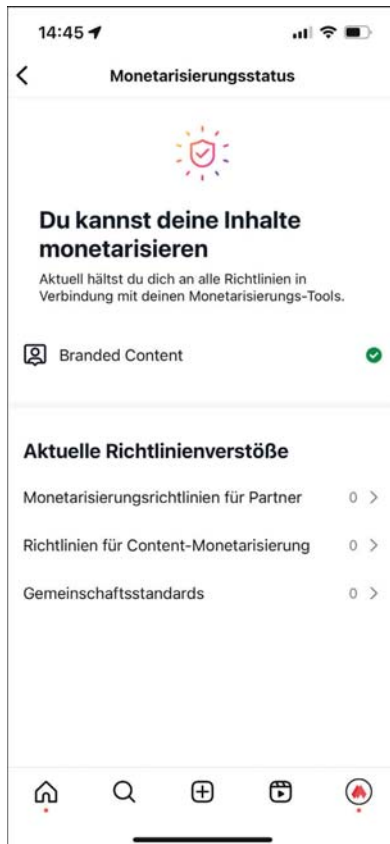 14:45
Monetarisierungsstatus
Du kannst deine Inhalte
monetarisieren
Aktuell hältst du dich an alle Richtlinien in
Verbindung mit deinen Monetarisierungs-Tools.
Branded Content
Aktuelle Richtlinienverstöße
Monetarisierungsrichtlinien für Partner 0
Richtlinien für Content-Monetarisierung 0
Gemeinschaftsstandards 0